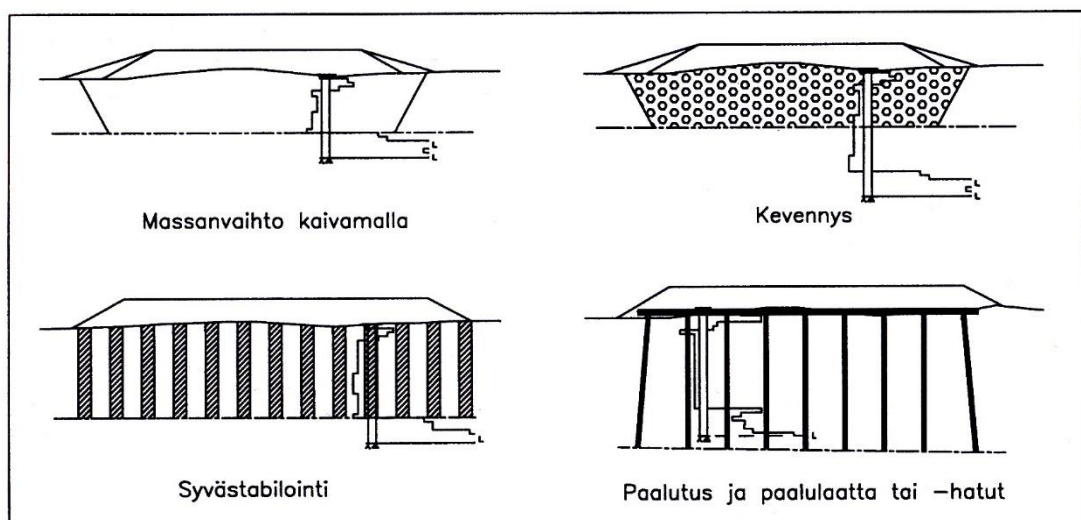 L
L
Massanvaihto kaivamalla
L
L
Kevennys
L
Syvästabilointi
L
Paalutus ja paalulaatta tai –hatut